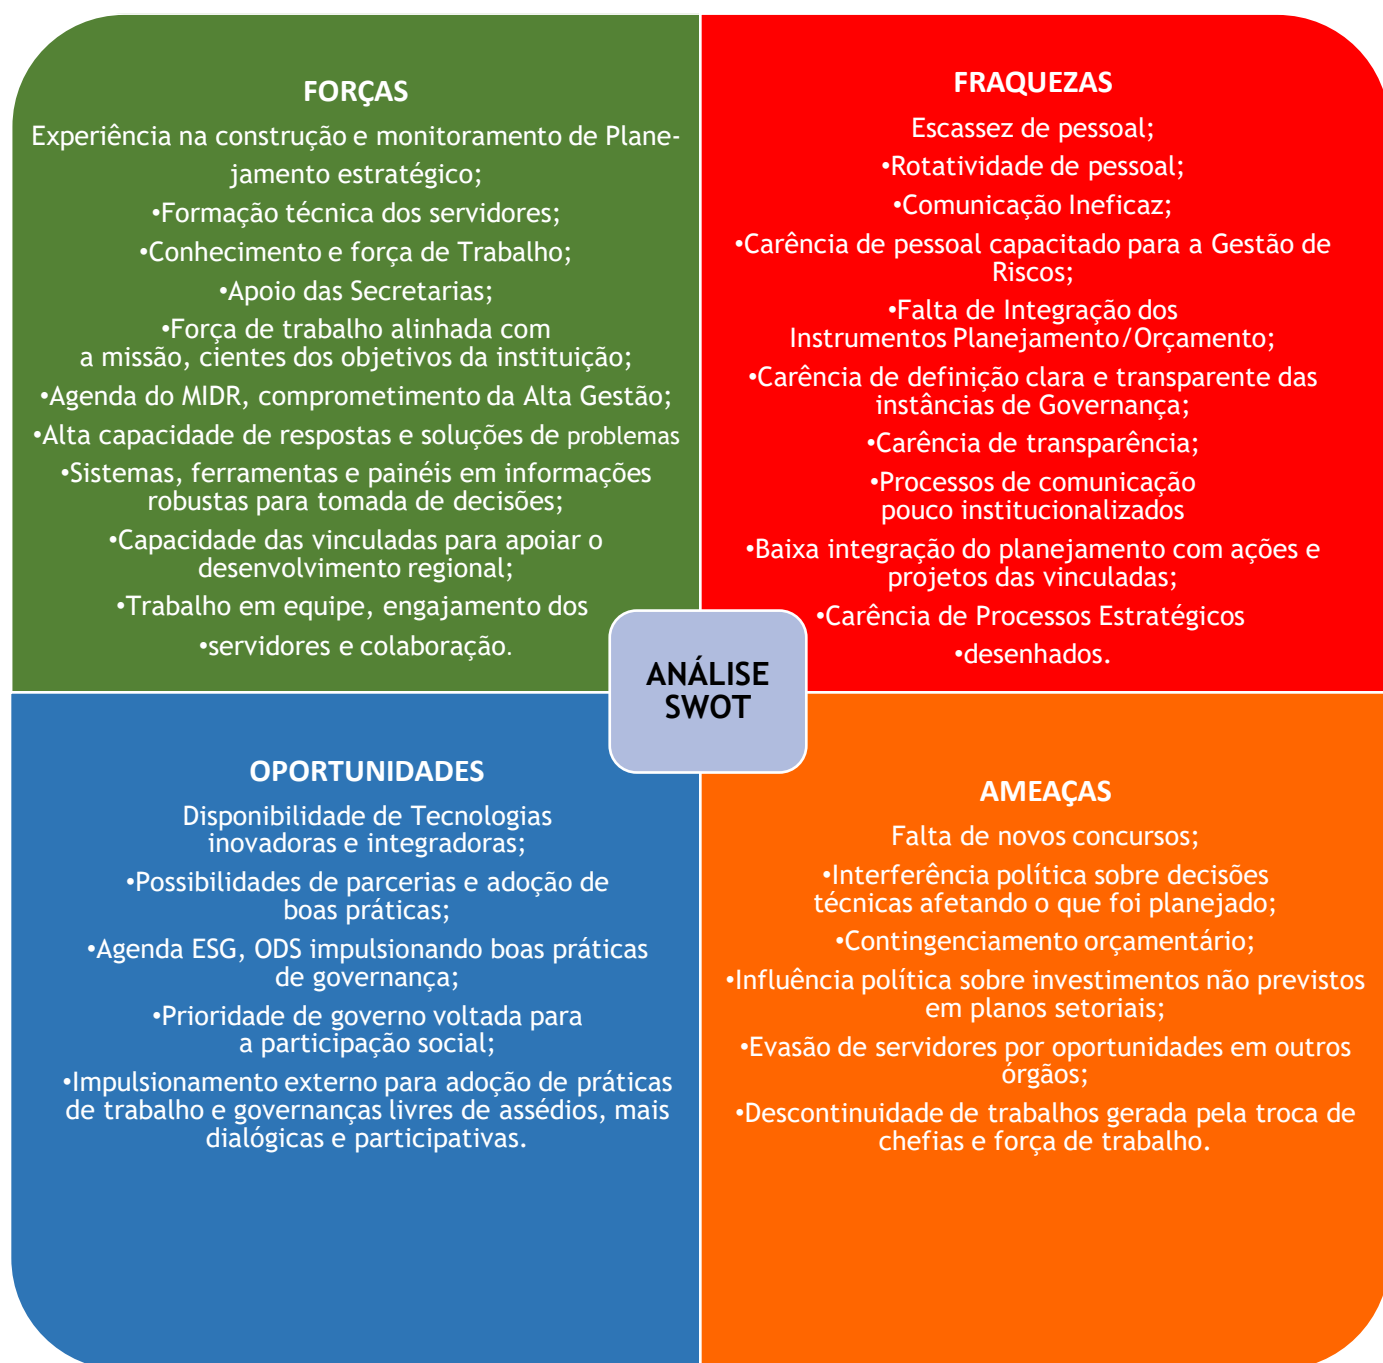 FORÇAS
Experiência na construção e monitoramento de Plane-
jamento estratégico;
•Formação técnica dos servidores;
•Conhecimento e força de Trabalho;
•Apoio das Secretarias;
•Força de trabalho alinhada com
a missão, cientes dos objetivos da instituição;
•Agenda do MIDR, comprometimento da Alta Gestão;
•Alta capacidade de respostas e soluções de problemas
•Sistemas, ferramentas e painéis em informações
robustas para tomada de decisões;
•Capacidade das vinculadas para apoiar o
desenvolvimento regional;
•Trabalho em equipe, engajamento dos
•servidores e colaboração.
FRAQUEZAS
Escassez de pessoal;
•Rotatividade de pessoal;
•Comunicação Ineficaz;
•Carência de pessoal capacitado para a Gestão de
Riscos;
•Falta de Integração dos
Instrumentos Planejamento/Orçamento;
•Carência de definição clara e transparente das
instâncias de Governança;
•Carência de transparência;
•Processos de comunicação
pouco institucionalizados
•Baixa integração do planejamento com ações e
projetos das vinculadas;
•Carência de Processos Estratégicos
•desenhados.
ANÁLISE
SWOT
OPORTUNIDADES
Disponibilidade de Tecnologias
inovadoras e integradoras;
•Possibilidades de parcerias e adoção de
boas práticas;
•Agenda ESG, ODS impulsionando boas práticas
de governança;
•Prioridade de governo voltada para
a participação social;
•Impulsionamento externo para adoção de práticas
de trabalho e governanças livres de assédios, mais
dialógicas e participativas.
AMEAÇAS
Falta de novos concursos;
•Interferência política sobre decisões
técnicas afetando o que foi planejado;
•Contingenciamento orçamentário;
•Influência política sobre investimentos não previstos
em planos setoriais;
•Evasão de servidores por oportunidades em outros
órgãos;
•Descontinuidade de trabalhos gerada pela troca de
chefias e força de trabalho.